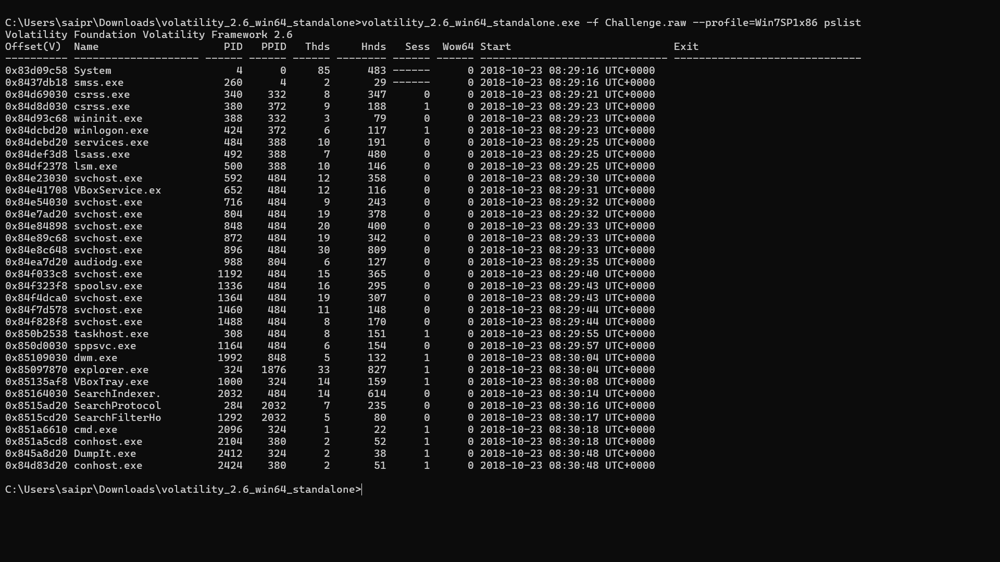 C:\Users\saipr\Downloads\volatility_2.6_win64_standalone>volatility_2.6_win64_standalone.exe -f Challenge.raw --profile=Win7SP1x86 pslist
Volatility Foundation Volatility Framework 2.6
Offset(V)  Name                    PID   PPID   Thds     Hnds   Sess  Wow64 Start                          Exit
---------- -------------------- ------ ------ ------ -------- ------ ------ ------------------------------ ------------------------------
0x83d09c58 System                    4      0     85      483 ------      0 2018-10-23 08:29:16 UTC+0000
0x8437db18 smss.exe                260      4      2       29 ------      0 2018-10-23 08:29:16 UTC+0000
0x84d69030 csrss.exe               340    332      8      347      0      0 2018-10-23 08:29:21 UTC+0000
0x84d8d030 csrss.exe               380    372      9      188      1      0 2018-10-23 08:29:23 UTC+0000
0x84d93c68 wininit.exe             388    332      3       79      0      0 2018-10-23 08:29:23 UTC+0000
0x84dcbd20 winlogon.exe            424    372      6      117      1      0 2018-10-23 08:29:23 UTC+0000
0x84debd20 services.exe            484    388     10      191      0      0 2018-10-23 08:29:25 UTC+0000
0x84def3d8 lsass.exe               492    388      7      480      0      0 2018-10-23 08:29:25 UTC+0000
0x84df2378 lsm.exe                 500    388     10      146      0      0 2018-10-23 08:29:25 UTC+0000
0x84e23030 svchost.exe             592    484     12      358      0      0 2018-10-23 08:29:30 UTC+0000
0x84e41708 VBoxService.ex          652    484     12      116      0      0 2018-10-23 08:29:31 UTC+0000
0x84e54030 svchost.exe             716    484      9      243      0      0 2018-10-23 08:29:32 UTC+0000
0x84e7ad20 svchost.exe             804    484     19      378      0      0 2018-10-23 08:29:32 UTC+0000
0x84e84898 svchost.exe             848    484     20      400      0      0 2018-10-23 08:29:33 UTC+0000
0x84e89c68 svchost.exe             872    484     19      342      0      0 2018-10-23 08:29:33 UTC+0000
0x84e8c648 svchost.exe             896    484     30      809      0      0 2018-10-23 08:29:33 UTC+0000
0x84ea7d20 audiodg.exe             988    804      6      127      0      0 2018-10-23 08:29:35 UTC+0000
0x84f033c8 svchost.exe            1192    484     15      365      0      0 2018-10-23 08:29:40 UTC+0000
0x84f323f8 spoolsv.exe            1336    484     16      295      0      0 2018-10-23 08:29:43 UTC+0000
0x84f4dca0 svchost.exe            1364    484     19      307      0      0 2018-10-23 08:29:43 UTC+0000
0x84f7d578 svchost.exe            1460    484     11      148      0      0 2018-10-23 08:29:44 UTC+0000
0x84f828f8 svchost.exe            1488    484      8      170      0      0 2018-10-23 08:29:44 UTC+0000
0x850b2538 taskhost.exe            308    484      8      151      1      0 2018-10-23 08:29:55 UTC+0000
0x850d0030 sppsvc.exe             1164    484      6      154      0      0 2018-10-23 08:29:57 UTC+0000
0x85109030 dwm.exe                1992    848      5      132      1      0 2018-10-23 08:30:04 UTC+0000
0x85097870 explorer.exe            324   1876     33      827      1      0 2018-10-23 08:30:04 UTC+0000
0x85135af8 VBoxTray.exe           1000    324     14      159      1      0 2018-10-23 08:30:08 UTC+0000
0x85164030 SearchIndexer.         2032    484     14      614      0      0 2018-10-23 08:30:14 UTC+0000
0x8515ad20 SearchProtocol          284   2032      7      235      0      0 2018-10-23 08:30:16 UTC+0000
0x8515cd20 SearchFilterHo         1292   2032      5       80      0      0 2018-10-23 08:30:17 UTC+0000
0x851a6610 cmd.exe                2096    324      1       22      1      0 2018-10-23 08:30:18 UTC+0000
0x851a5cd8 conhost.exe            2104    380      2       52      1      0 2018-10-23 08:30:18 UTC+0000
0x845a8d20 DumpIt.exe             2412    324      2       38      1      0 2018-10-23 08:30:48 UTC+0000
0x84d83d20 conhost.exe            2424    380      2       51      1      0 2018-10-23 08:30:48 UTC+0000
C:\Users\saipr\Downloads\volatility_2.6_win64_standalone>